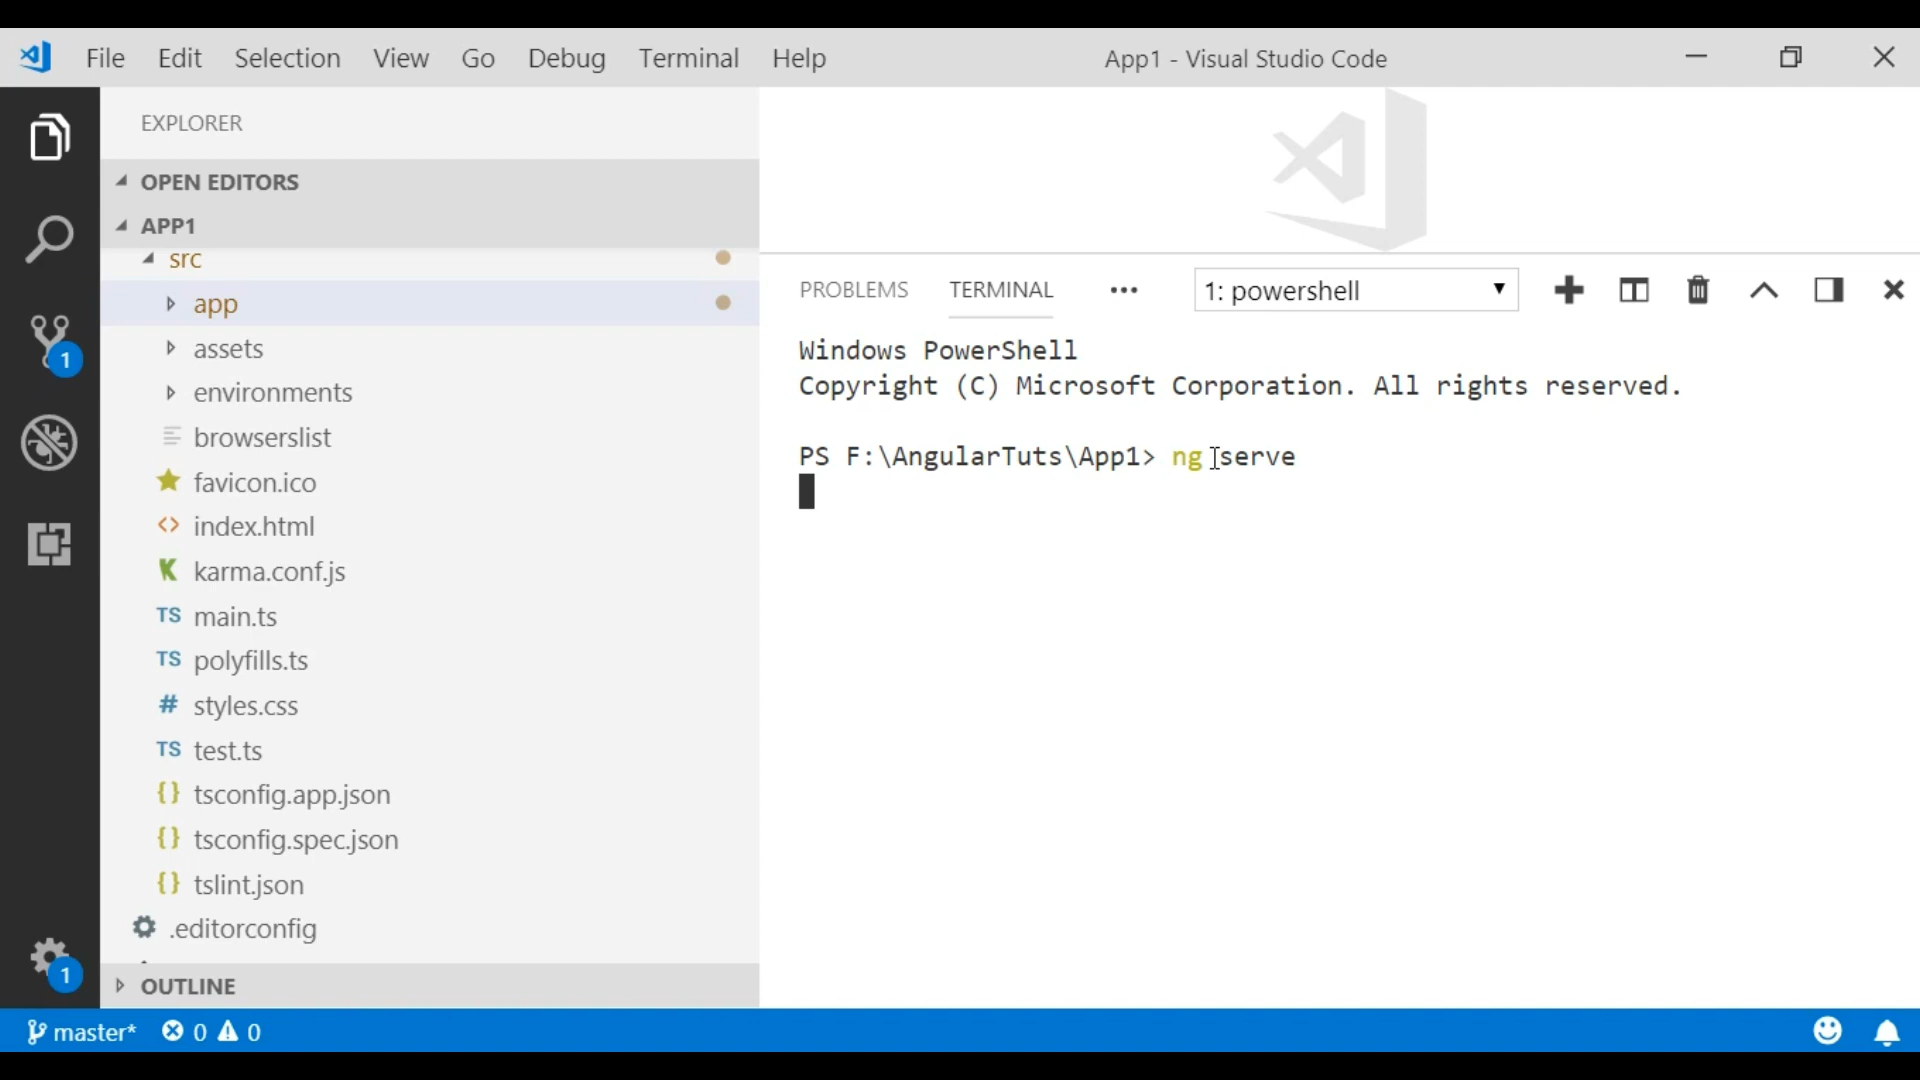 File Edit Selection View Go Debug Terminal Help App1 - Visual Studio Code
EXPLORER
OPEN EDITORS
APP1
src
app
assets
environments
browserslist
favicon.ico
index.html
karma.conf.js
TS main.ts
TS polyfills.ts
# styles.css
TS test.ts
{} tsconfig.app.json
{} tsconfig.spec.json
{} tslint.json
.editorconfig
OUTLINE
1
1
PROBLEMS TERMINAL ••• 1: powershell
Windows PowerShell
Copyright (C) Microsoft Corporation. All rights reserved.
PS F:\AngularTuts\App1> ng serve
master* 0 0